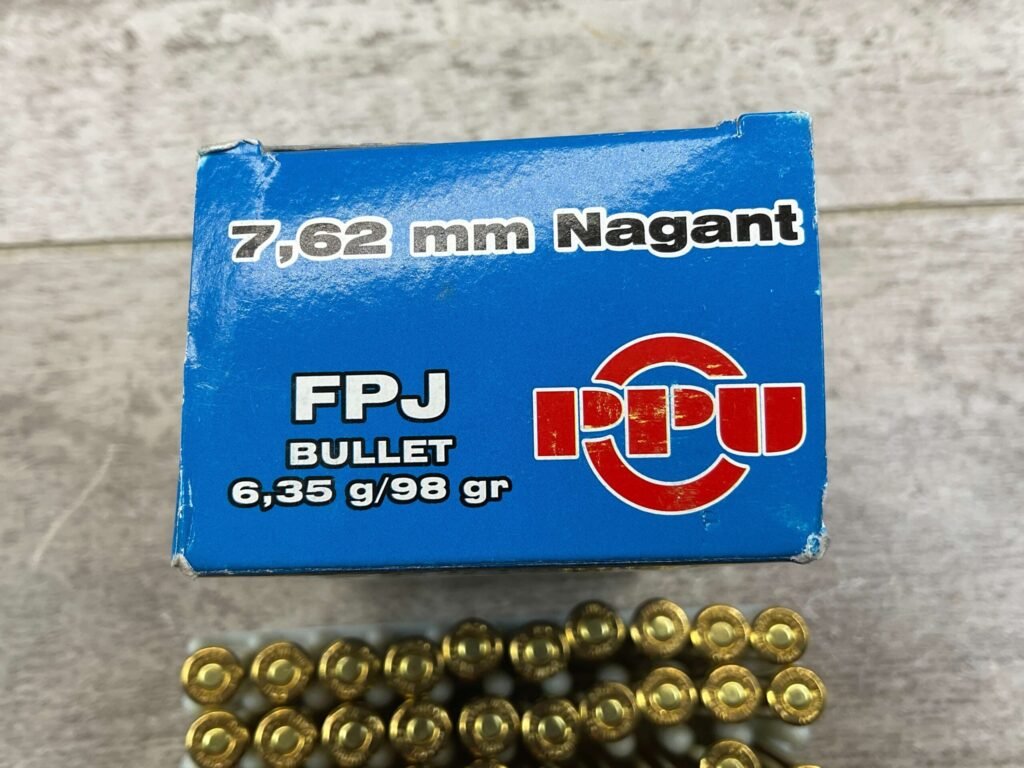 7,62 mm Nagant
FPJ
BULLET
6,35 g/98 gr
PPU